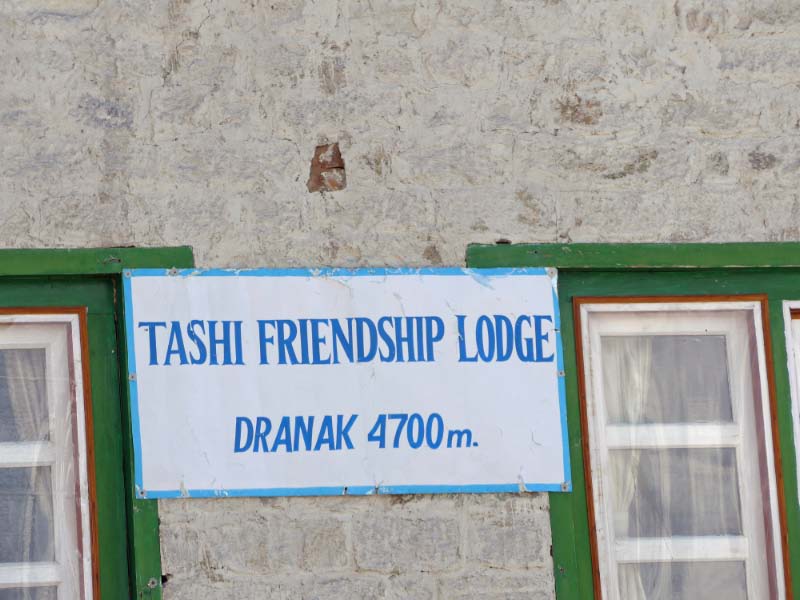 TASHI FRIENDSHIP LODGE
DRANAK 4700m.